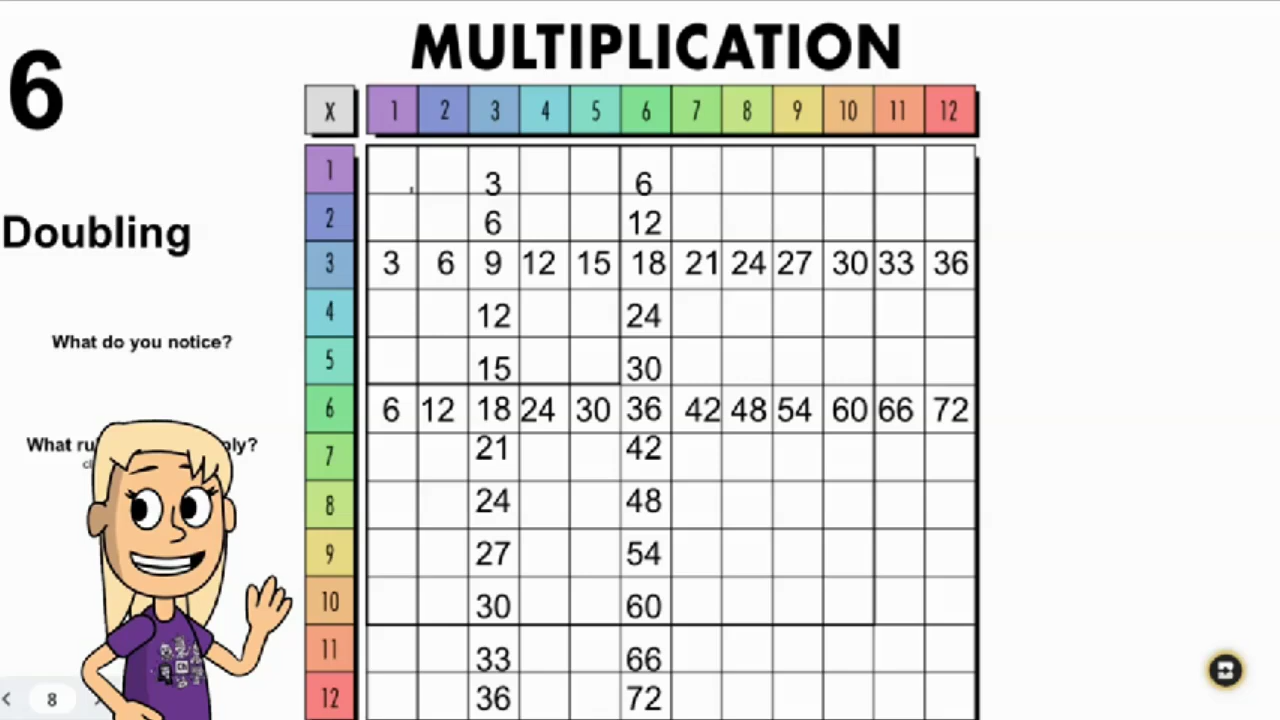 MULTIPLICATION
6
X 1 2 3 4 5 6 7 8 9 10 11 12
1 3 6
2 6 12
Doubling
3 3 6 9 12 15 18 21 24 27 30 33 36
4 12 24
What do you notice?
5 15 30
6 6 12 18 24 30 36 42 48 54 60 66 72
What
7 21 42
8 24 48
9 27 54
10 30 60
11 33 66
12 36 72
8